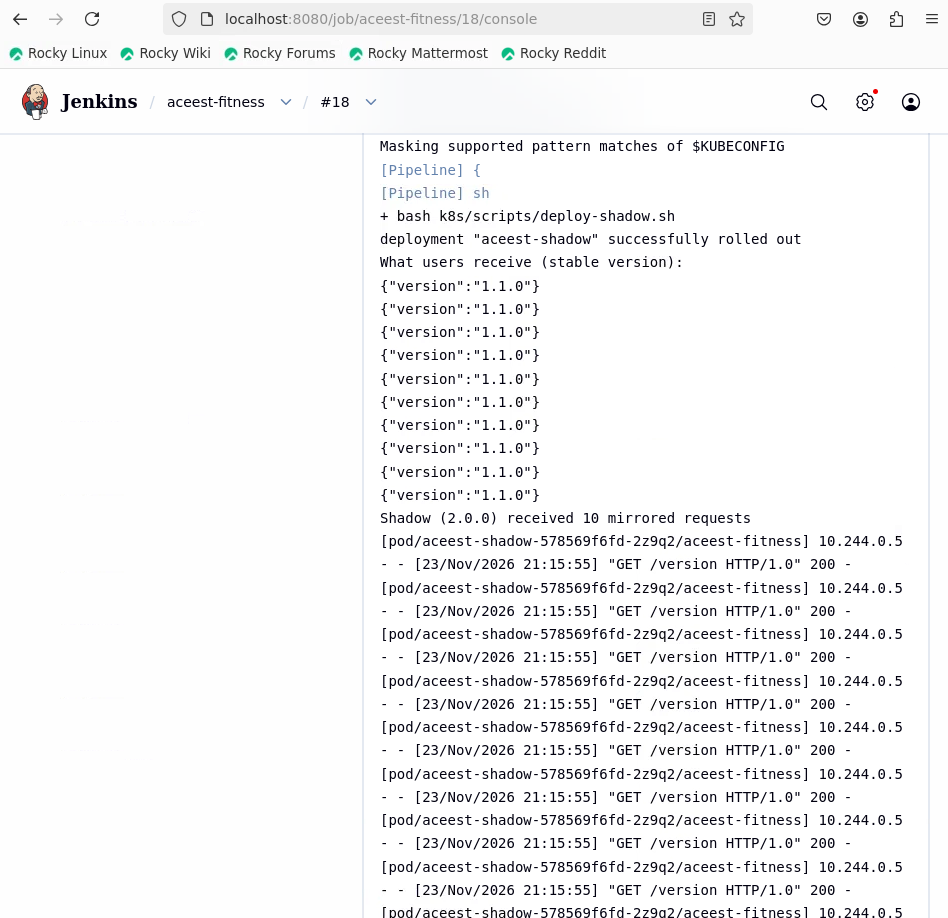 localhost:8080/job/aceest-fitness/18/console
Rocky Linux Rocky Wiki Rocky Forums Rocky Mattermost Rocky Reddit
Jenkins / aceest-fitness / #18
Masking supported pattern matches of $KUBECONFIG
[Pipeline] {
[Pipeline] sh
+ bash k8s/scripts/deploy-shadow.sh
deployment "aceest-shadow" successfully rolled out
What users receive (stable version):
{"version":"1.1.0"}
{"version":"1.1.0"}
{"version":"1.1.0"}
{"version":"1.1.0"}
{"version":"1.1.0"}
{"version":"1.1.0"}
{"version":"1.1.0"}
{"version":"1.1.0"}
{"version":"1.1.0"}
{"version":"1.1.0"}
Shadow (2.0.0) received 10 mirrored requests
[pod/aceest-shadow-578569f6fd-2z9q2/aceest-fitness] 10.244.0.5
- - [23/Nov/2026 21:15:55] "GET /version HTTP/1.0" 200 -
[pod/aceest-shadow-578569f6fd-2z9q2/aceest-fitness] 10.244.0.5
- - [23/Nov/2026 21:15:55] "GET /version HTTP/1.0" 200 -
[pod/aceest-shadow-578569f6fd-2z9q2/aceest-fitness] 10.244.0.5
- - [23/Nov/2026 21:15:55] "GET /version HTTP/1.0" 200 -
[pod/aceest-shadow-578569f6fd-2z9q2/aceest-fitness] 10.244.0.5
- - [23/Nov/2026 21:15:55] "GET /version HTTP/1.0" 200 -
[pod/aceest-shadow-578569f6fd-2z9q2/aceest-fitness] 10.244.0.5
- - [23/Nov/2026 21:15:55] "GET /version HTTP/1.0" 200 -
[pod/aceest-shadow-578569f6fd-2z9q2/aceest-fitness] 10.244.0.5
- - [23/Nov/2026 21:15:55] "GET /version HTTP/1.0" 200 -
[pod/aceest-shadow-578569f6fd-2z9q2/aceest-fitness] 10.244.0.5
- - [23/Nov/2026 21:15:55] "GET /version HTTP/1.0" 200 -
[pod/aceest-shadow-578569f6fd-2z9q2/aceest-fitness] 10.244.0.5
- - [23/Nov/2026 21:15:55] "GET /version HTTP/1.0" 200 -
[pod/aceest-shadow-578569f6fd-2z9q2/aceest-fitness] 10.244.0.5